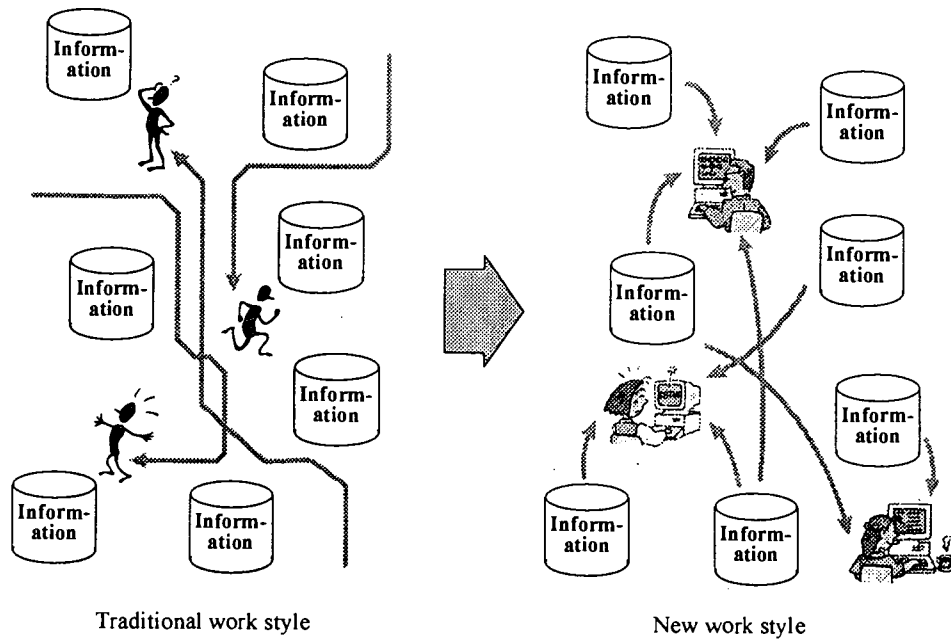 Inform-
ation
Inform-
ation
Inform-
ation
Inform-
ation
Inform-
ation
Inform-
ation
Inform-
ation
?
Traditional work style
Inform-
ation
Inform-
ation
Inform-
ation
Inform-
ation
Inform-
ation
Inform-
ation
Inform-
ation
New work style